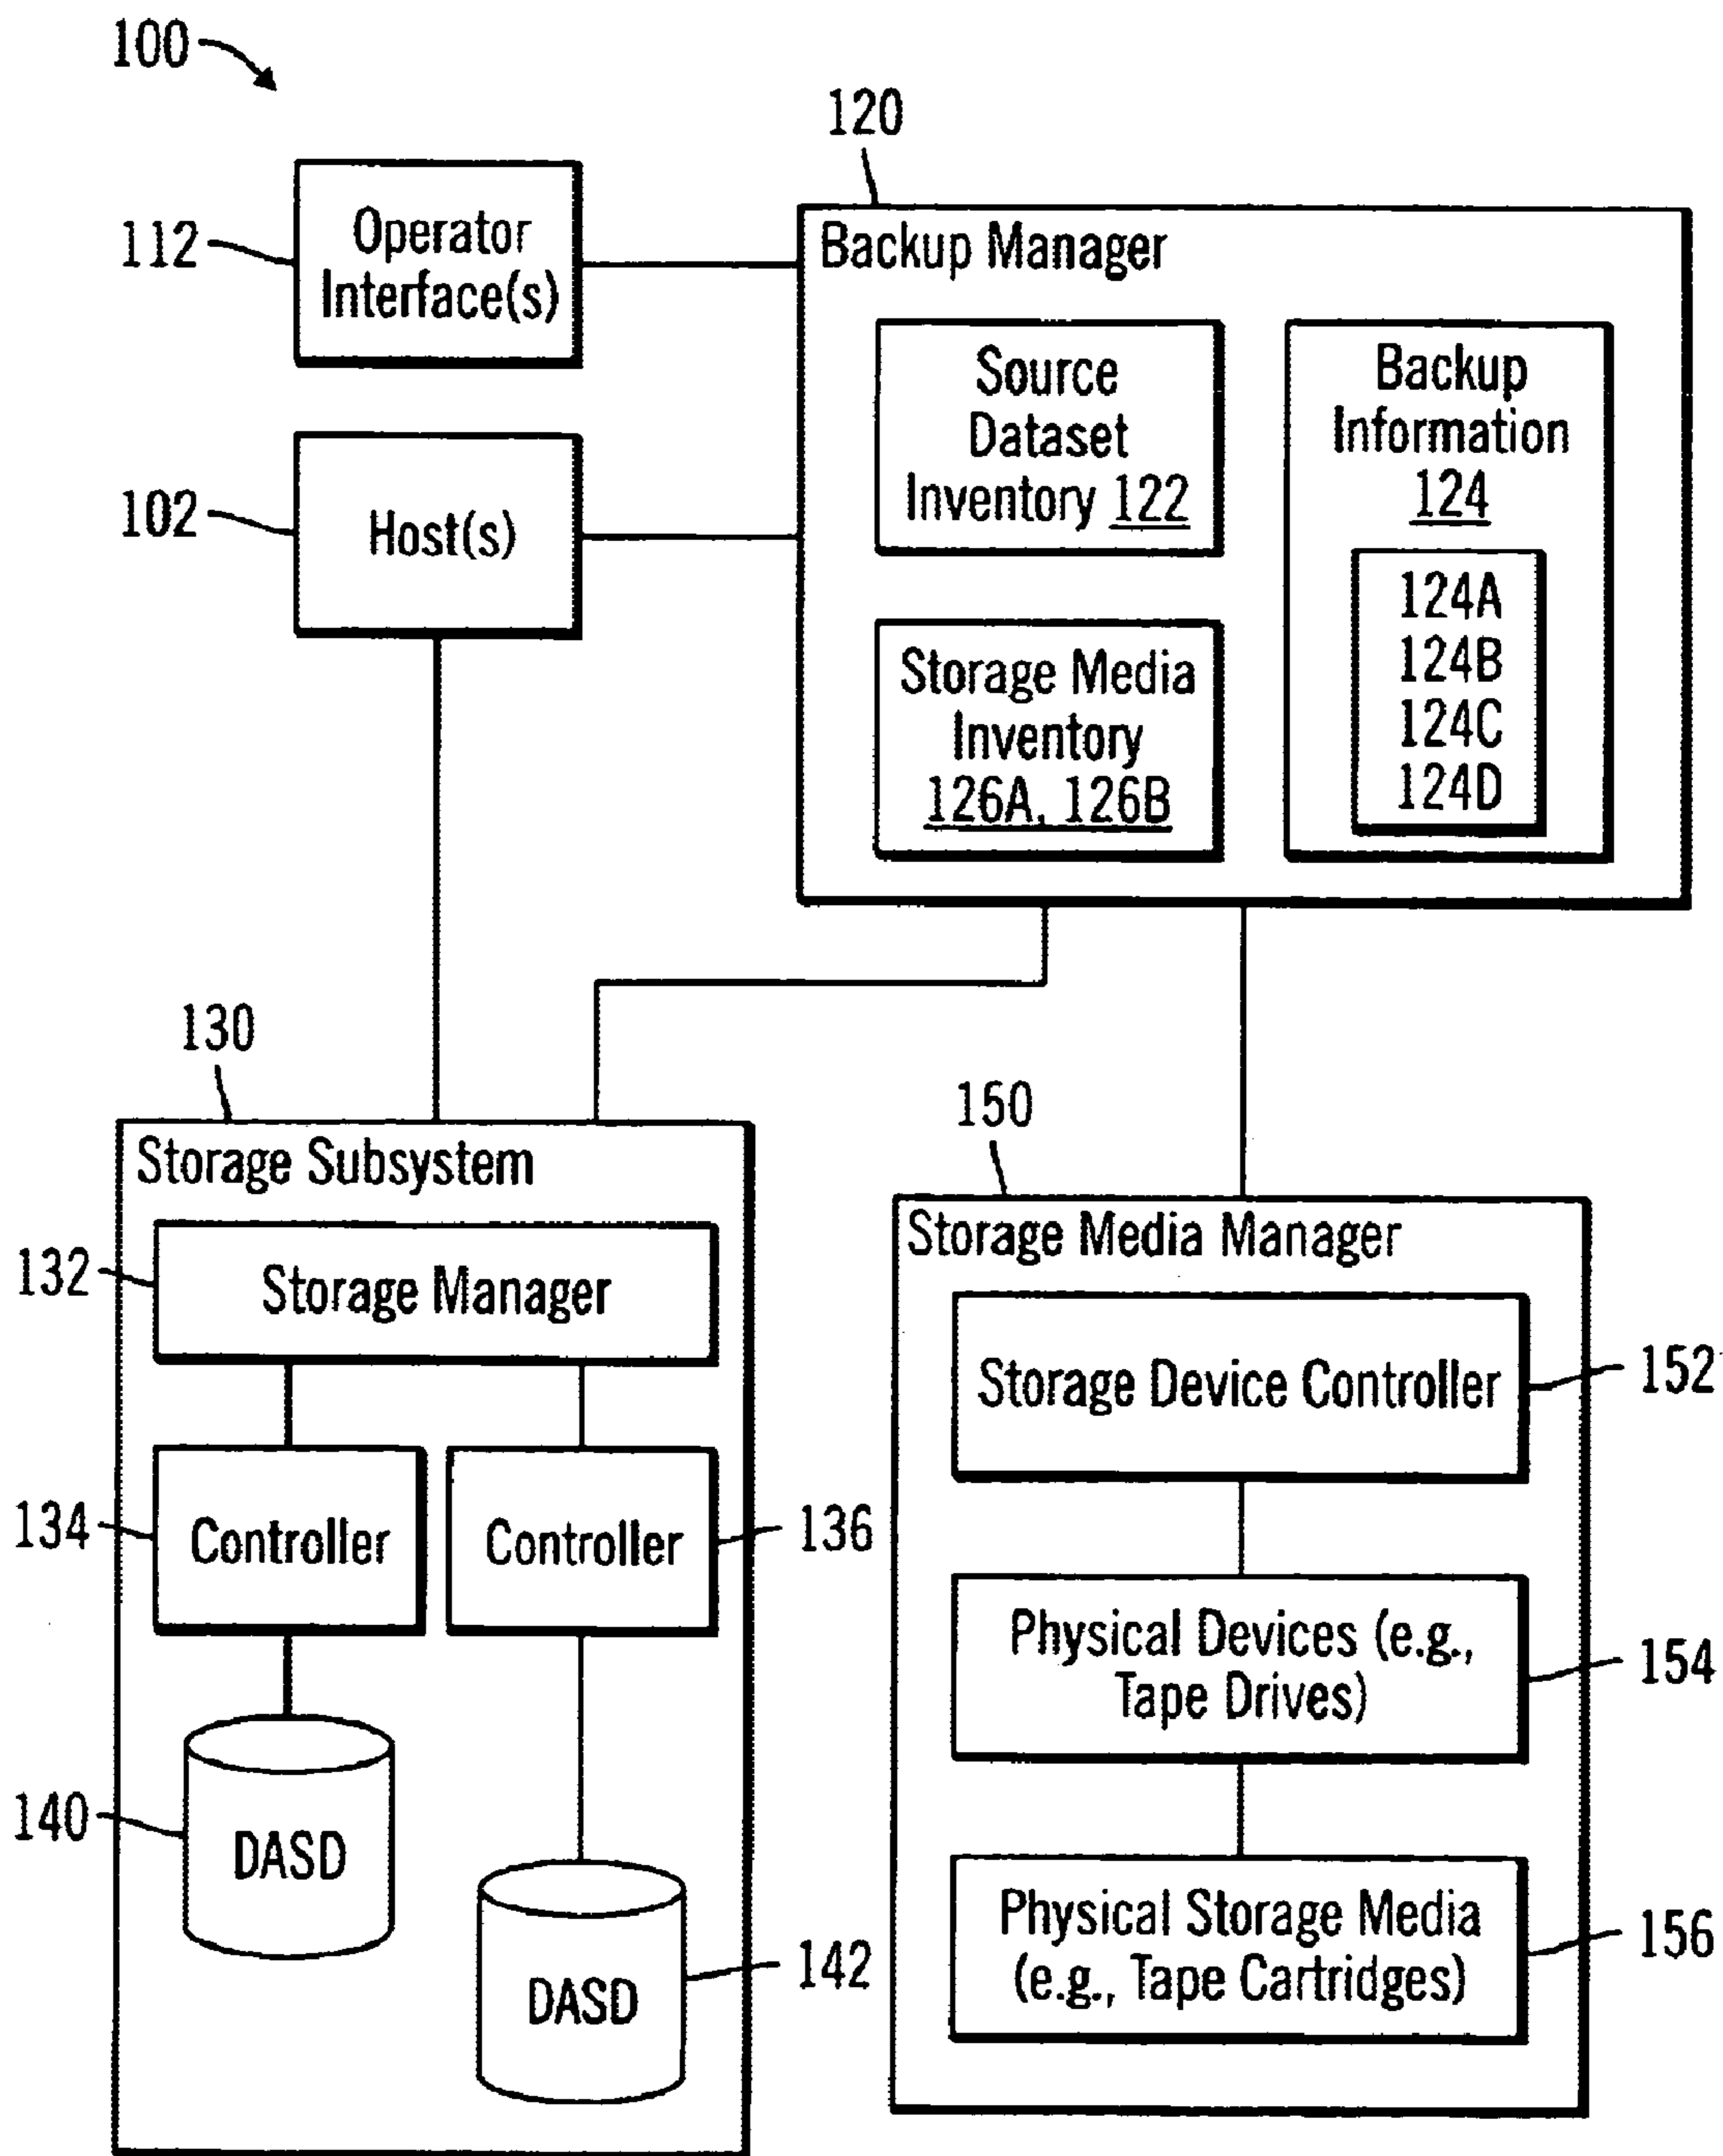 100
120
112
Operator
Interface(s)
Backup Manager
Source
Dataset
Inventory 122
Backup
Information
124
102
Host(s)
124A
124B
124C
124D
Storage Media
Inventory
126A, 126B
130
Storage Subsystem
132
Storage Manager
134
Controller
Controller
136
140
DASD
DASD
142
150
Storage Media Manager
Storage Device Controller
152
Physical Devices (e.g.,
Tape Drives)
154
Physical Storage Media
(e.g., Tape Cartridges)
156